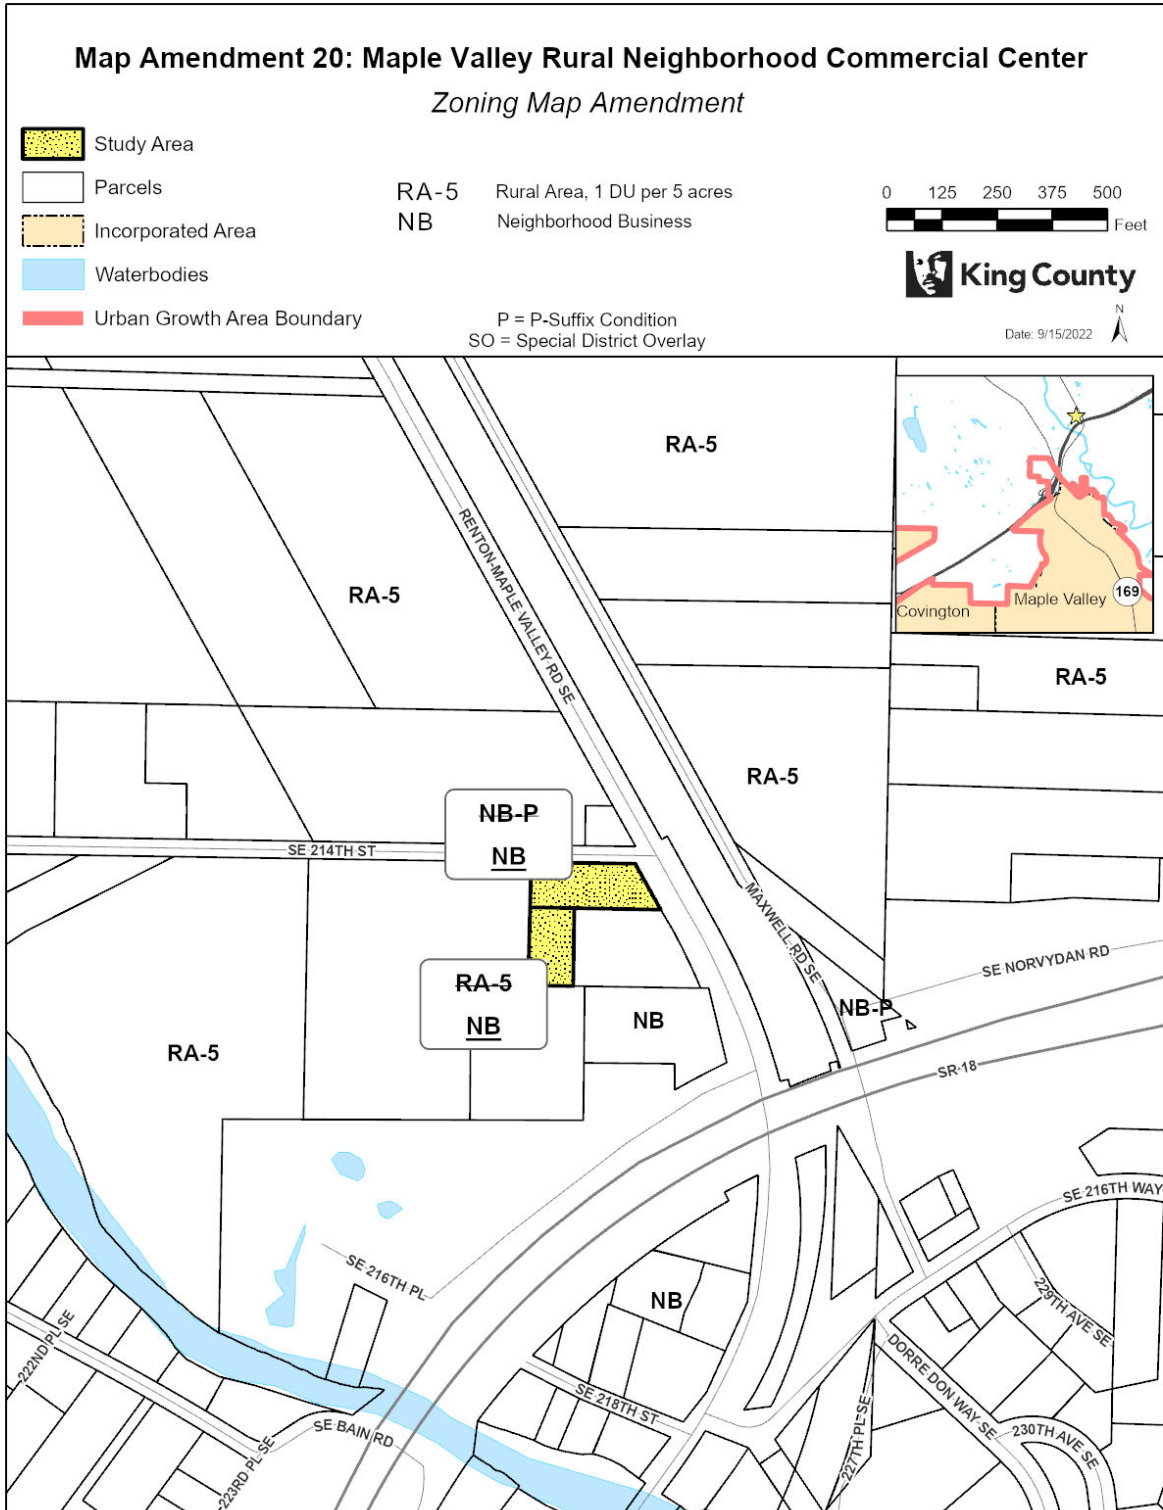 Map Amendment 20: Maple Valley Rural Neighborhood Commercial Center
Zoning Map Amendment
Study Area
Parcels
Incorporated Area
Waterbodies
Urban Growth Area Boundary
RA-5 Rural Area, 1 DU per 5 acres
NB Neighborhood Business
P = P-Suffix Condition
SO = Special District Overlay
0 125 250 375 500
Feet
King County
N
Date: 9/15/2022
RA-5
RENTON-MAPLE VALLEY RD SE
RA-5
Covington
Maple Valley
169
RA-5
RA-5
NB-P
NB
SE 214TH ST
MAXWELL RD SE
SE NORVYDAN RD
RA-5
NB
NB
NB-P
RA-5
SR 18
SE 216TH WAY
SE 216TH PL
NB
229TH AVE SE
222ND PL SE
SE 218TH ST
DORRE DON WAY SE
SE BAIN RD
223RD PL SE
227TH PL SE
230TH AVE SE